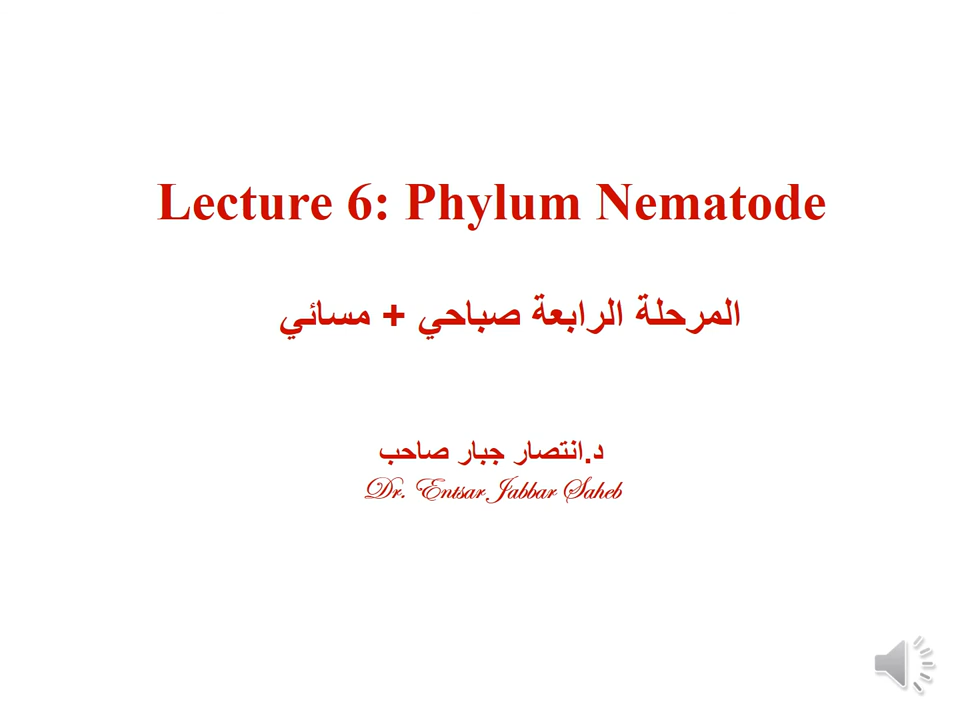 Lecture 6: Phylum Nematode
المرحلة الرابعة صباحي + مسائي
د.انتصار جبار صاحب
Dr. Entsar Jabbar Saheb